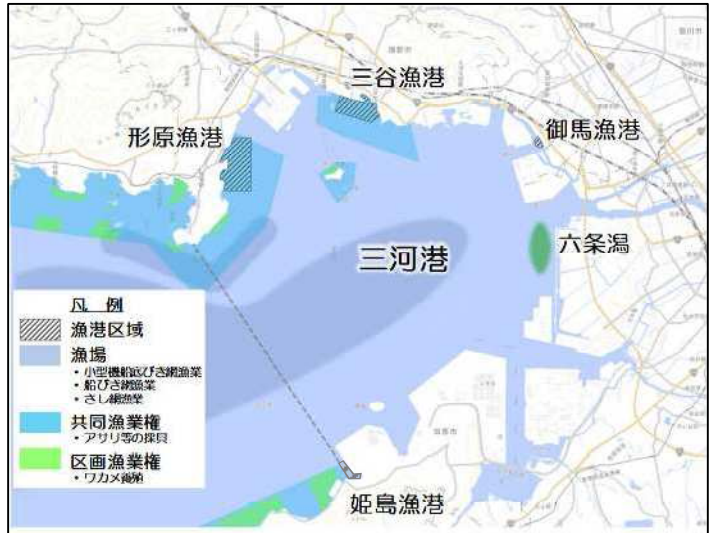 三谷漁港
形原漁港
御馬漁港
三河港
六条潟
姫島漁港
凡 例
漁港区域
漁場
・小型機船底びき網漁業
・船びき網漁業
・さし網漁業
共同漁業権
・アサリ等の採貝
区画漁業権
・ワカメ養殖